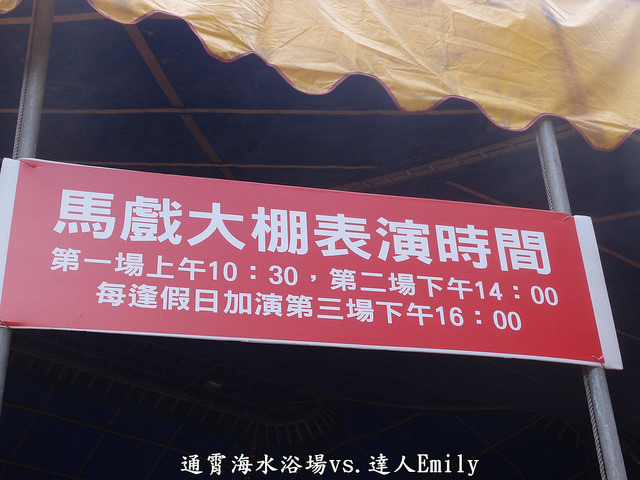 馬戲大棚表演時間
第一場上午10：30，第二場下午14：00
每逢假日加演第三場下午16：00
通霄海水浴場vs.達人Emily